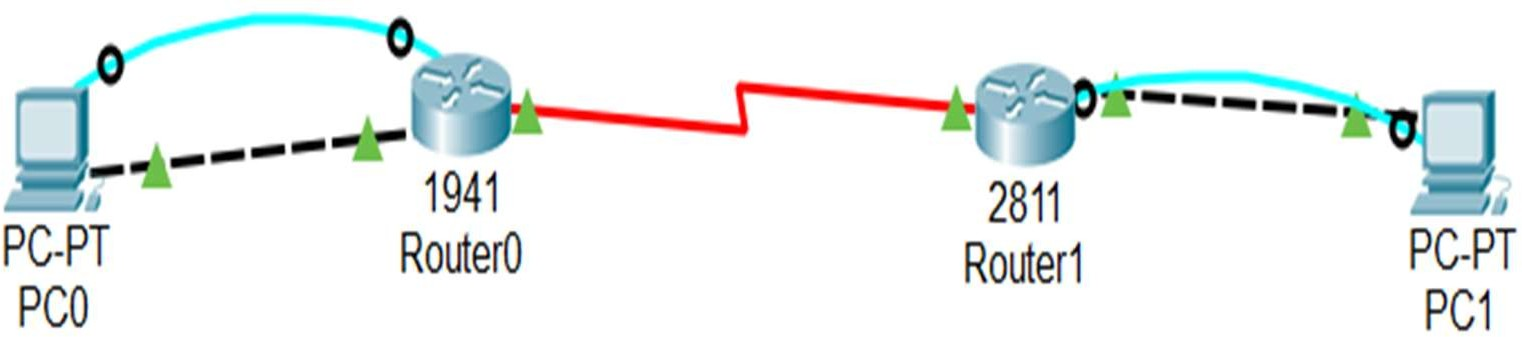 PC-PT
PC0
1941
Router0
2811
Router1
PC-PT
PC1